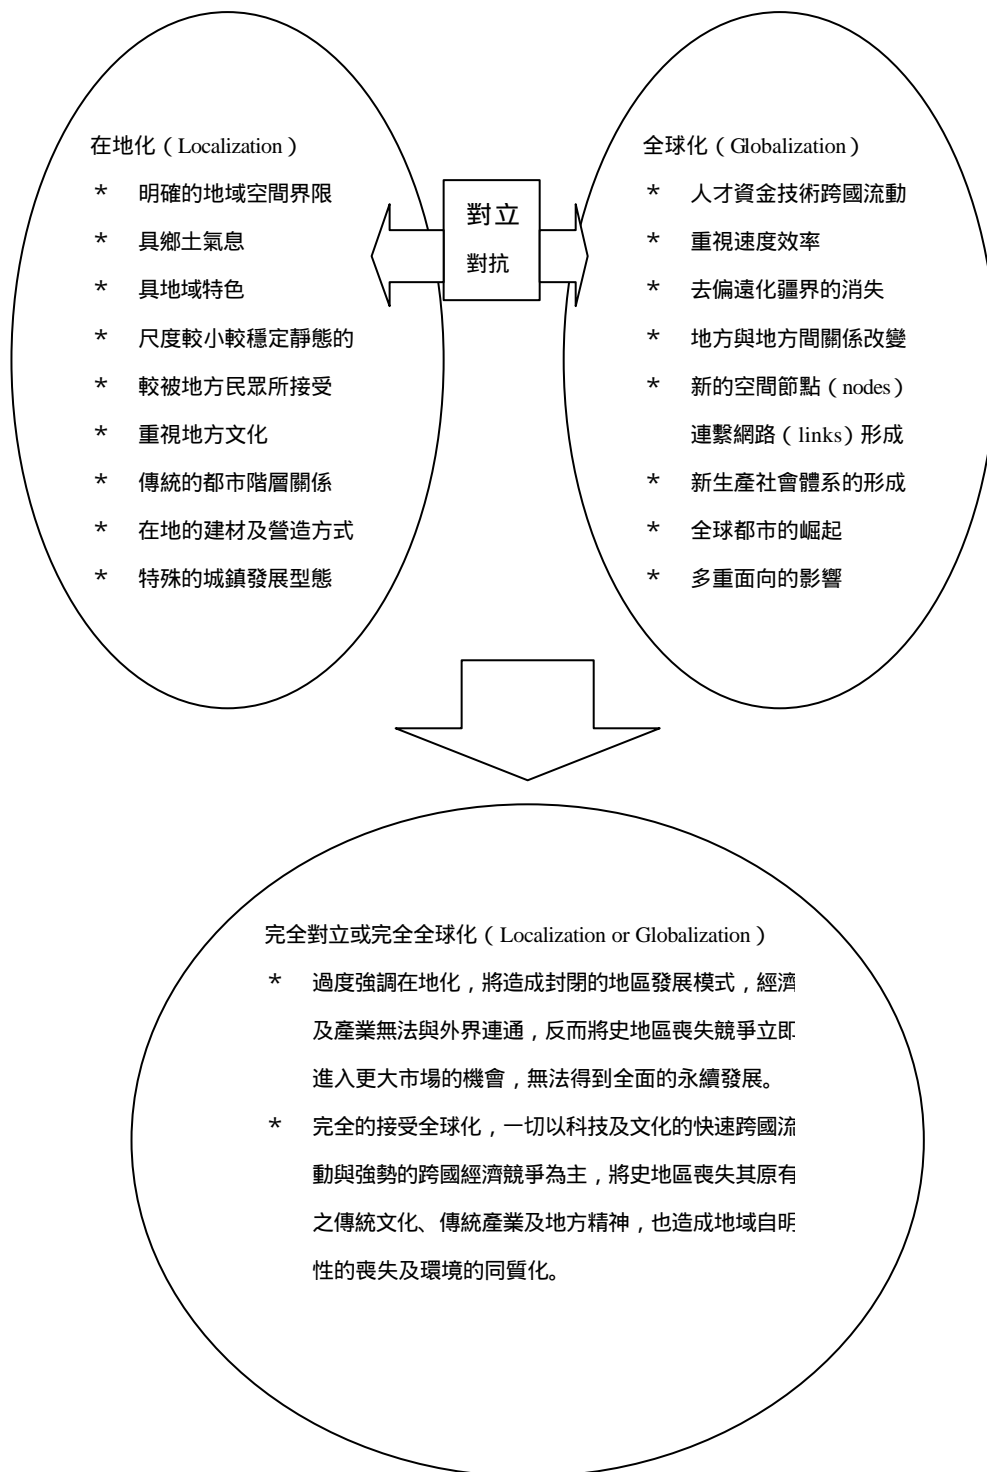 在地化（Localization）
* 明確的地域空間界限
* 具鄉土氣息
* 具地域特色
* 尺度較小較穩定靜態的
* 較被地方民眾所接受
* 重視地方文化
* 傳統的都市階層關係
* 在地的建材及營造方式
* 特殊的城鎮發展型態
對立
對抗
全球化（Globalization）
* 人才資金技術跨國流動
* 重視速度效率
* 去偏遠化疆界的消失
* 地方與地方間關係改變
* 新的空間節點（nodes）
連繫網路（links）形成
* 新生產社會體系的形成
* 全球都市的崛起
* 多重面向的影響
完全對立或完全全球化（Localization or Globalization）
* 過度強調在地化，將造成封閉的地區發展模式，經濟
及產業無法與外界連通，反而將史地區喪失競爭立即
進入更大市場的機會，無法得到全面的永續發展。
* 完全的接受全球化，一切以科技及文化的快速跨國流
動與強勢的跨國經濟競爭為主，將史地區喪失其原有
之傳統文化、傳統產業及地方精神，也造成地域自明
性的喪失及環境的同質化。